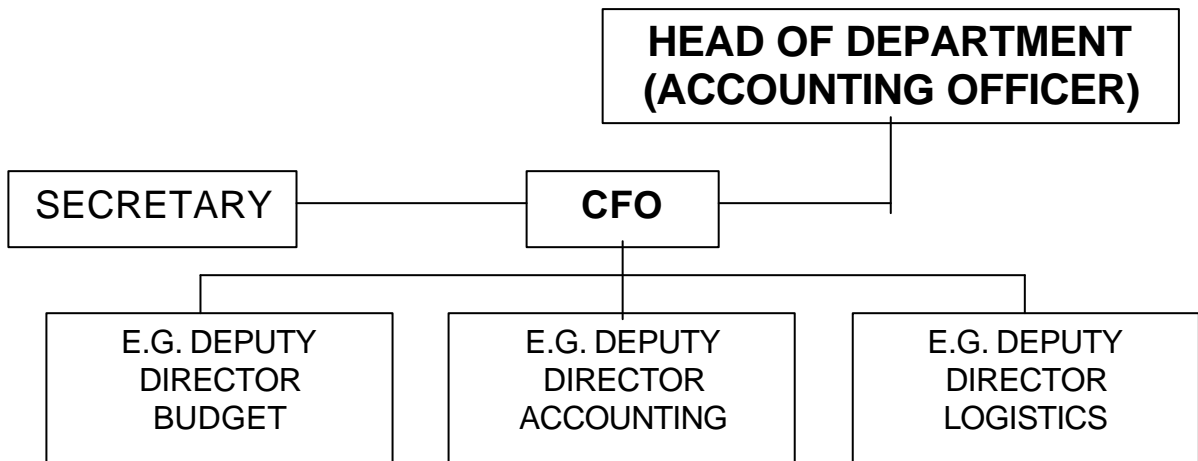 HEAD OF DEPARTMENT
(ACCOUNTING OFFICER)
SECRETARY
CFO
E.G. DEPUTY
DIRECTOR
BUDGET
E.G. DEPUTY
DIRECTOR
ACCOUNTING
E.G. DEPUTY
DIRECTOR
LOGISTICS